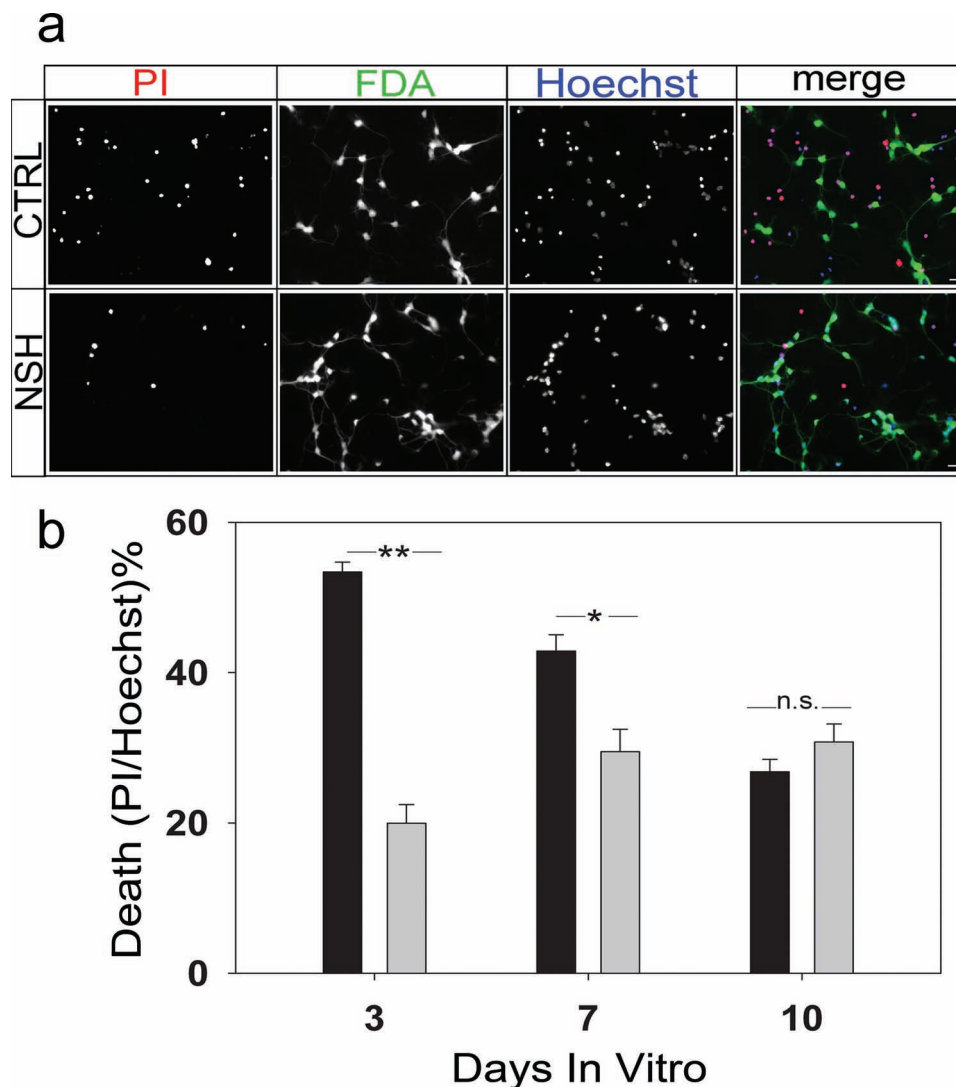 a
PI FDA Hoechst merge
CTRL
NSH
b
Death (PI/Hoechst)%
60
40
20
0
**
*
n.s.
3 7 10
Days In Vitro